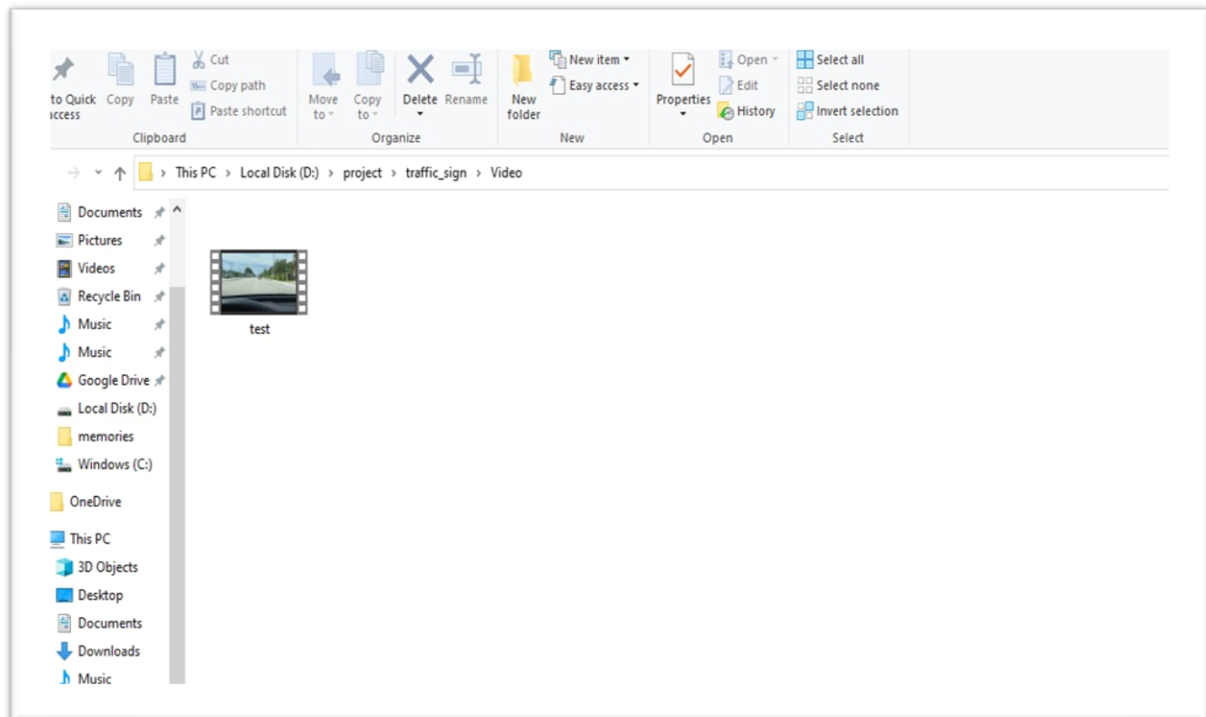 Cut
New item
Open
Select all
Copy path
Easy access
Edit
Select none
to Quick access
Copy
Paste
Paste shortcut
Move to
Copy to
Delete
Rename
New folder
Properties
History
Invert selection
Clipboard
Organize
New
Open
Select
This PC > Local Disk (D:) > project > traffic_sign > Video
Documents
Pictures
Videos
Recycle Bin
Music
Music
Google Drive
Local Disk (D:)
memories
Windows (C:)
OneDrive
This PC
3D Objects
Desktop
Documents
Downloads
Music
test